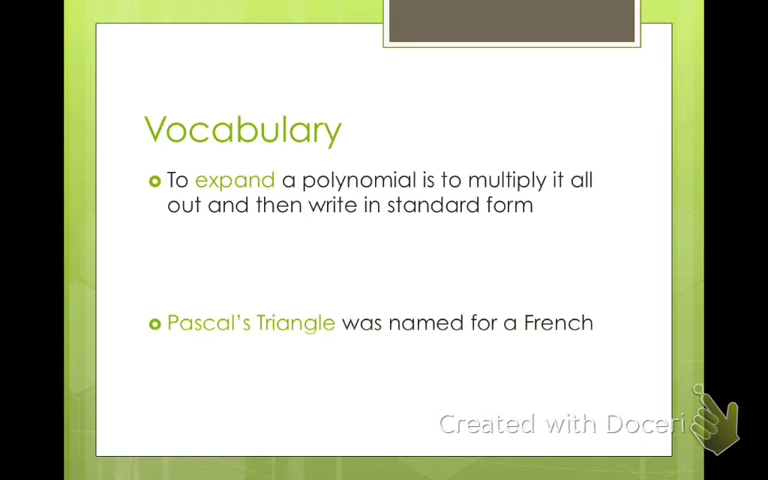 Vocabulary
To expand a polynomial is to multiply it all
out and then write in standard form
Pascal's Triangle was named for a French
Created with Doceri